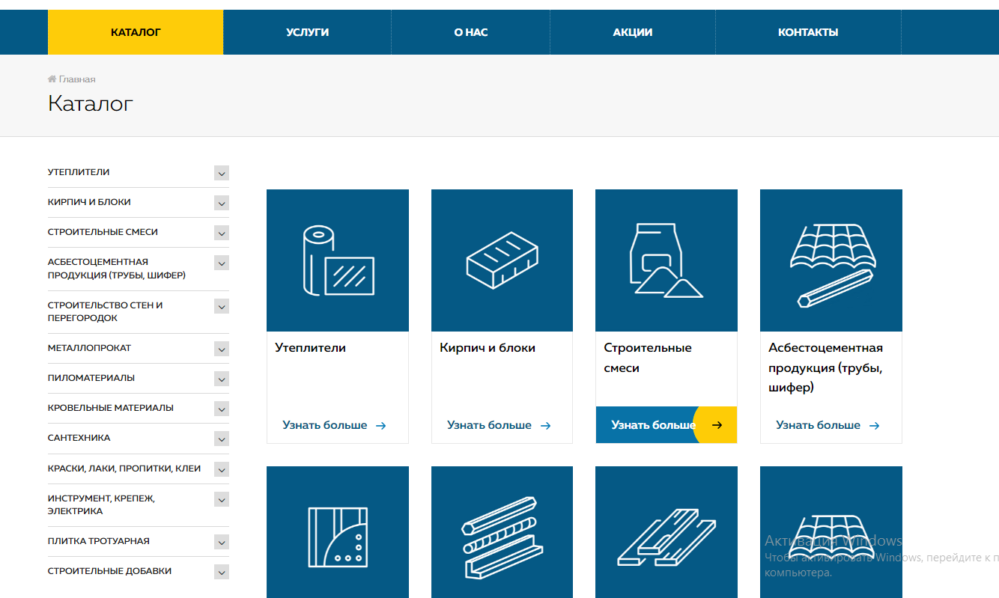 КАТАЛОГ
УСЛУГИ
О НАС
АКЦИИ
КОНТАКТЫ
Главная
Каталог
УТЕПЛИТЕЛИ
КИРПИЧ И БЛОКИ
СТРОИТЕЛЬНЫЕ СМЕСИ
АСБЕСТОЦЕМЕНТНАЯ
ПРОДУКЦИЯ (ТРУБЫ, ШИФЕР)
СТРОИТЕЛЬСТВО СТЕН И
ПЕРЕГОРОДОК
МЕТАЛЛОПРОКАТ
ПИЛОМАТЕРИАЛЫ
КРОВЕЛЬНЫЕ МАТЕРИАЛЫ
САНТЕХНИКА
КРАСКИ, ЛАКИ, ПРОПИТКИ, КЛЕИ
ИНСТРУМЕНТ, КРЕПЕЖ,
ЭЛЕКТРИКА
ПЛИТКА ТРОТУАРНАЯ
СТРОИТЕЛЬНЫЕ ДОБАВКИ
Утеплители
Узнать больше
Кирпич и блоки
Узнать больше
Строительные
смеси
Узнать больше
Асбестоцементная
продукция (трубы,
шифер)
Узнать больше
Активация Windows
Чтобы активировать Windows, перейдите к п
компьютера.